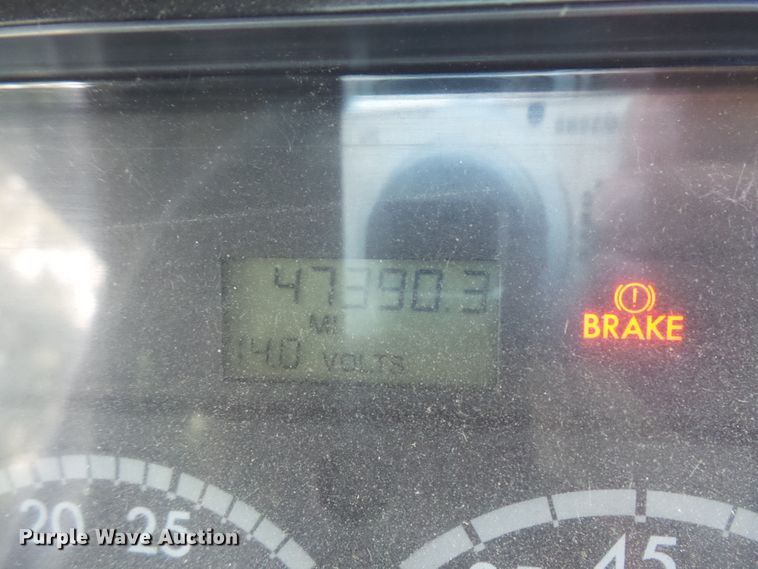 47390.3
MI
14.0 VOLTS
BRAKE
20 25
45
Purple Wave Auction